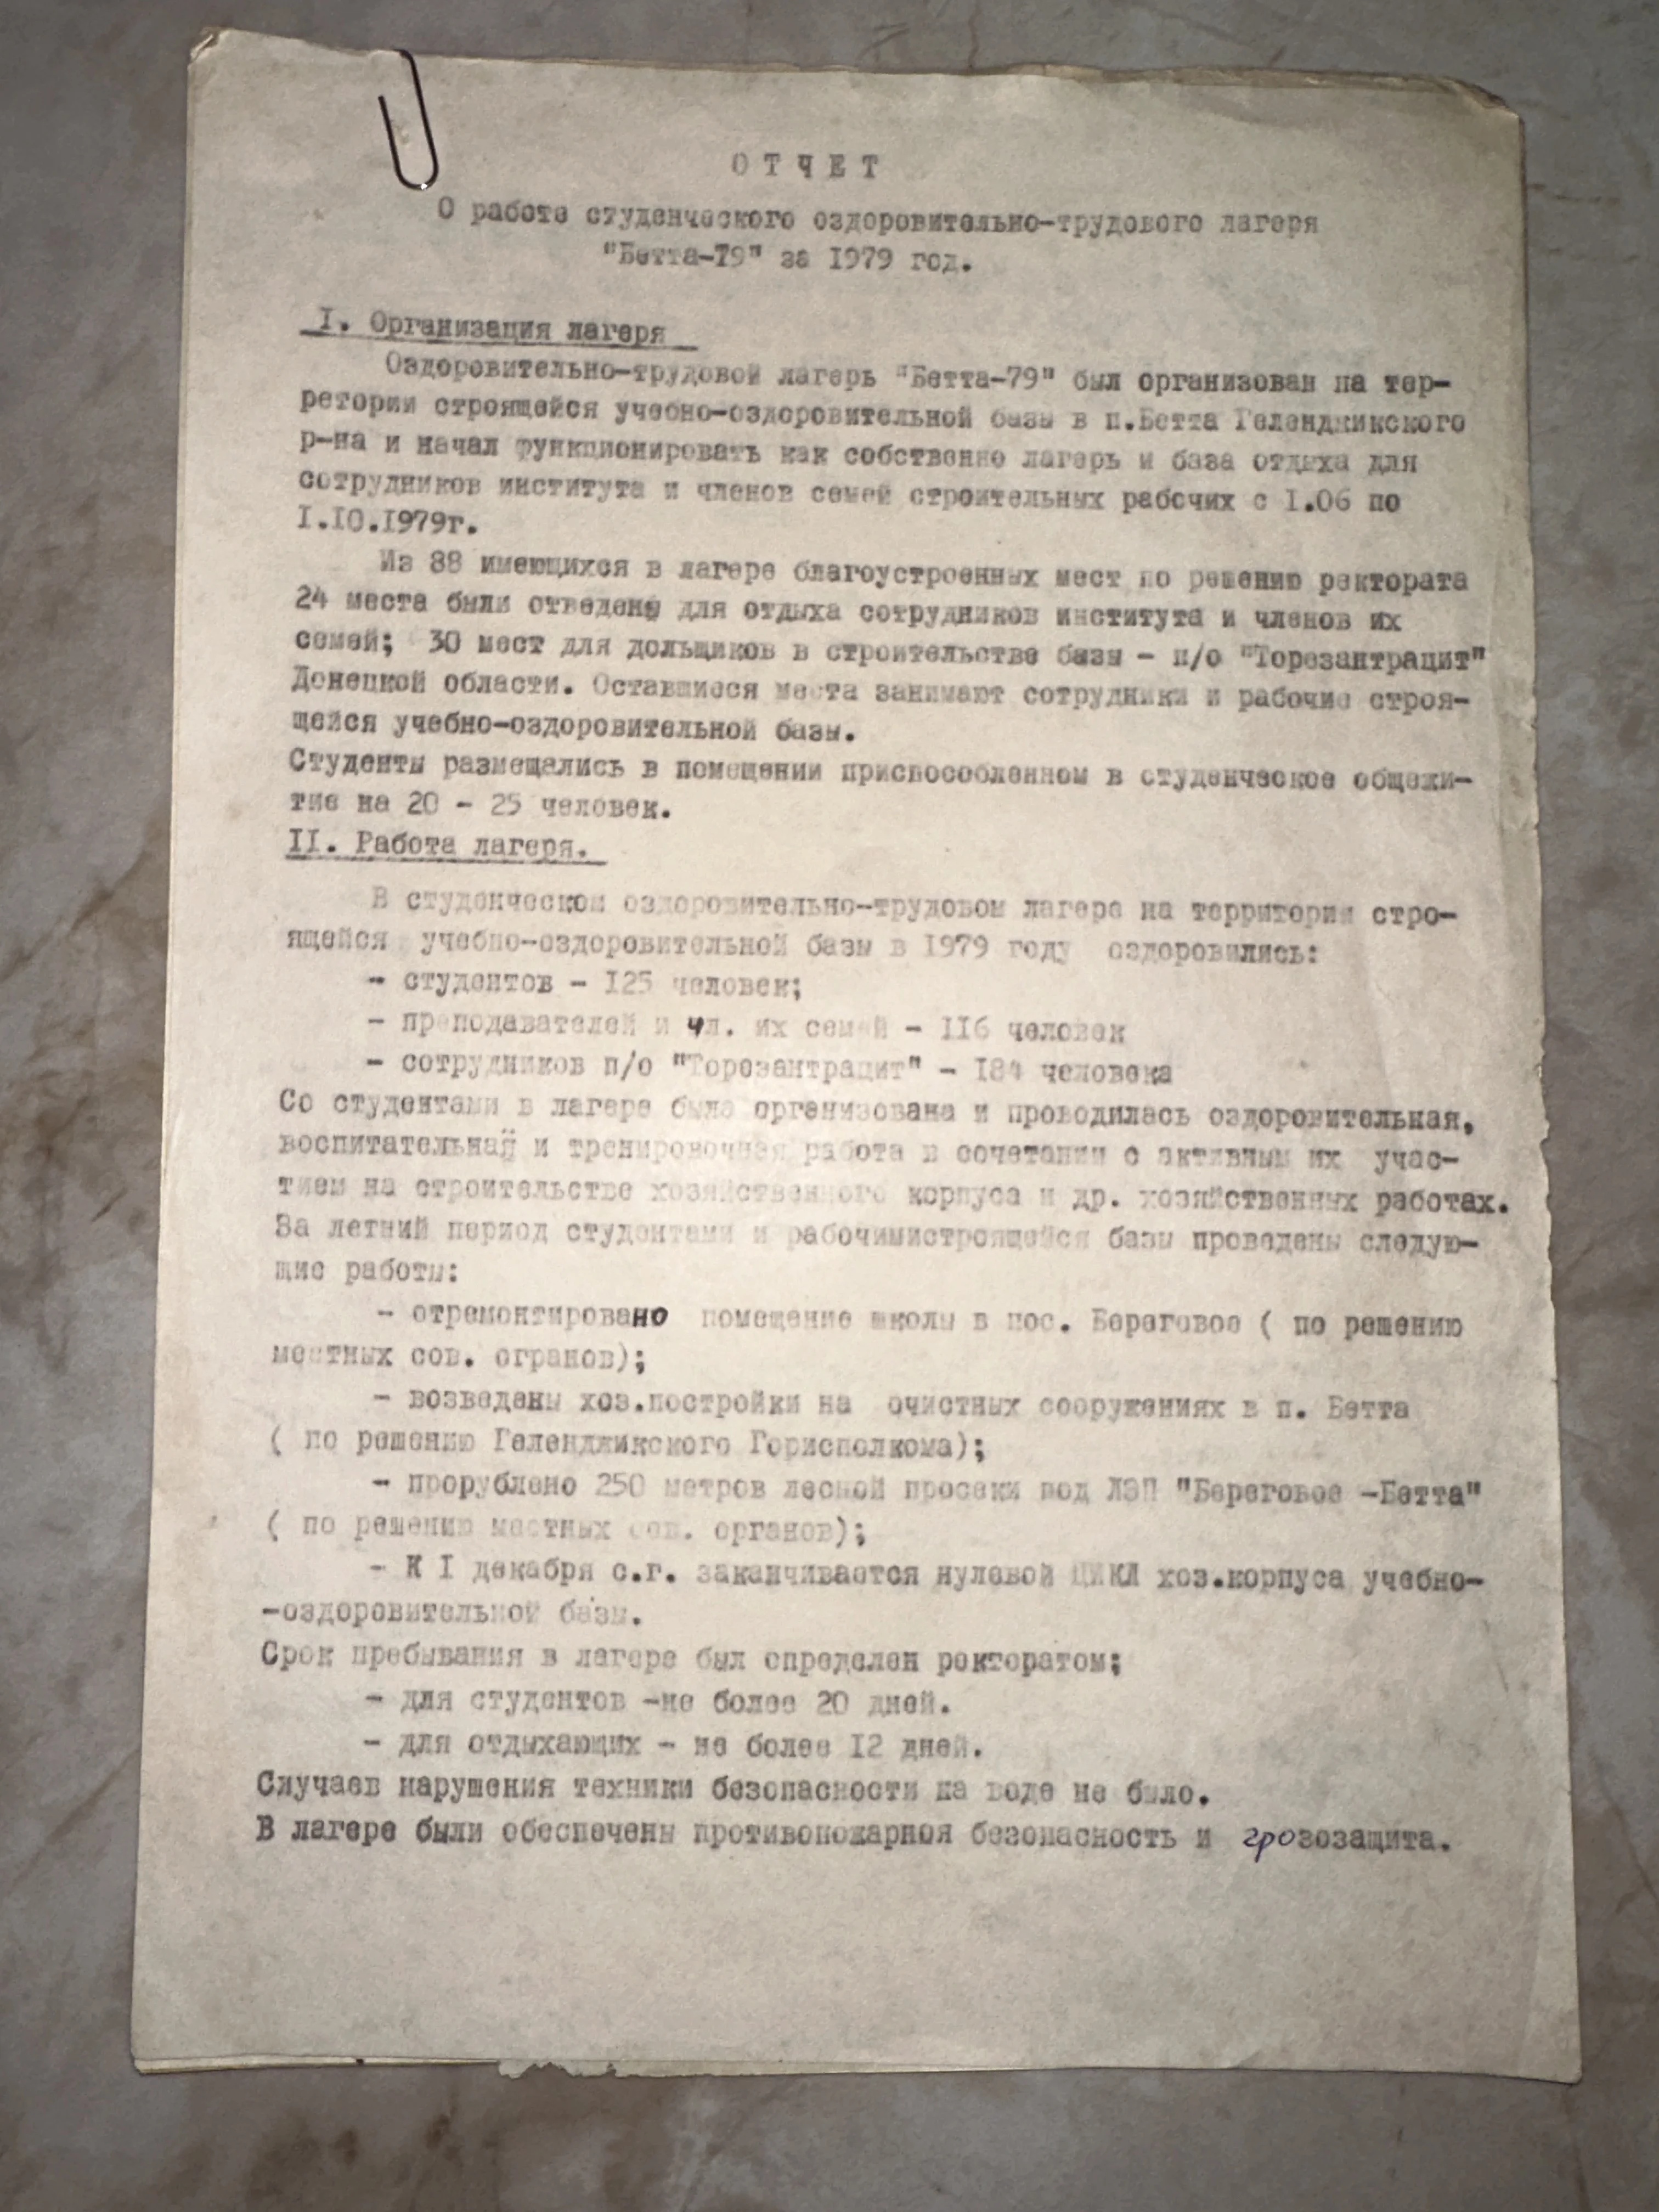 ОТЧЕТ
О работе студенческого оздоровительно-трудового лагеря
"Бетта-79" за 1979 год.
I. Организация лагеря
Оздоровительно-трудовой лагерь "Бетта-79" был организован на тер-
ретории строящейся учебно-оздоровительной базы в п.Бетта Геленджикского
р-на и начал функционировать как собственно лагерь и база отдыха для
сотрудников института и членов семей строительных рабочих с I.06 по
I.I0.I979г.
Из 88 имеющихся в лагере благоустроенных мест по решению ректората
24 места были отведены для отдыха сотрудников института и членов их
семей; 30 мест для дольщиков в строительстве базы - п/о "Торезантрацит"
Донецкой области. Оставшиеся места занимают сотрудники и рабочие строя-
щейся учебно-оздоровительной базы.
Студенты размещались в помещении приспособленном в студенческое общежи-
тие на 20 - 25 человек.
II. Работа лагеря.
В студенческом оздоровительно-трудовом лагере на территории стро-
ящейся учебно-оздоровительной базы в I979 году оздоровились:
- студентов - I25 человек;
- преподавателей и чл. их семей - II6 человек
- сотрудников п/о "Торезантрацит" - I84 человека
Со студентами в лагере была организована и проводилась оздоровительная,
воспитательная и тренировочная работа в сочетании с активным их учас-
тием на строительстве хозяйственного корпуса и др. хозяйственных работах.
За летний период студентами и рабочимистроящейся базы проведены следую-
щие работы:
- отремонтировано помещение школы в пос. Береговое ( по решению
местных сов. огранов);
- возведены хоз.постройки на очистных сооружениях в п. Бетта
( по решению Геленджикского Горисполкома);
- прорублено 250 метров лесной просеки под ЛЭП "Береговое -Бетта"
( по решению местных сов. органов);
- К I декабря с.г. заканчивается нулевой ЦИКЛ хоз.корпуса учебно-
-оздоровительной базы.
Срок пребывания в лагере был определен ректоратом;
- для студентов -не более 20 дней.
- для отдыхающих - не более I2 дней.
Случаев нарушения техники безопасности на воде не было.
В лагере были обеспечены противопожарная безопасность и грозозащита.